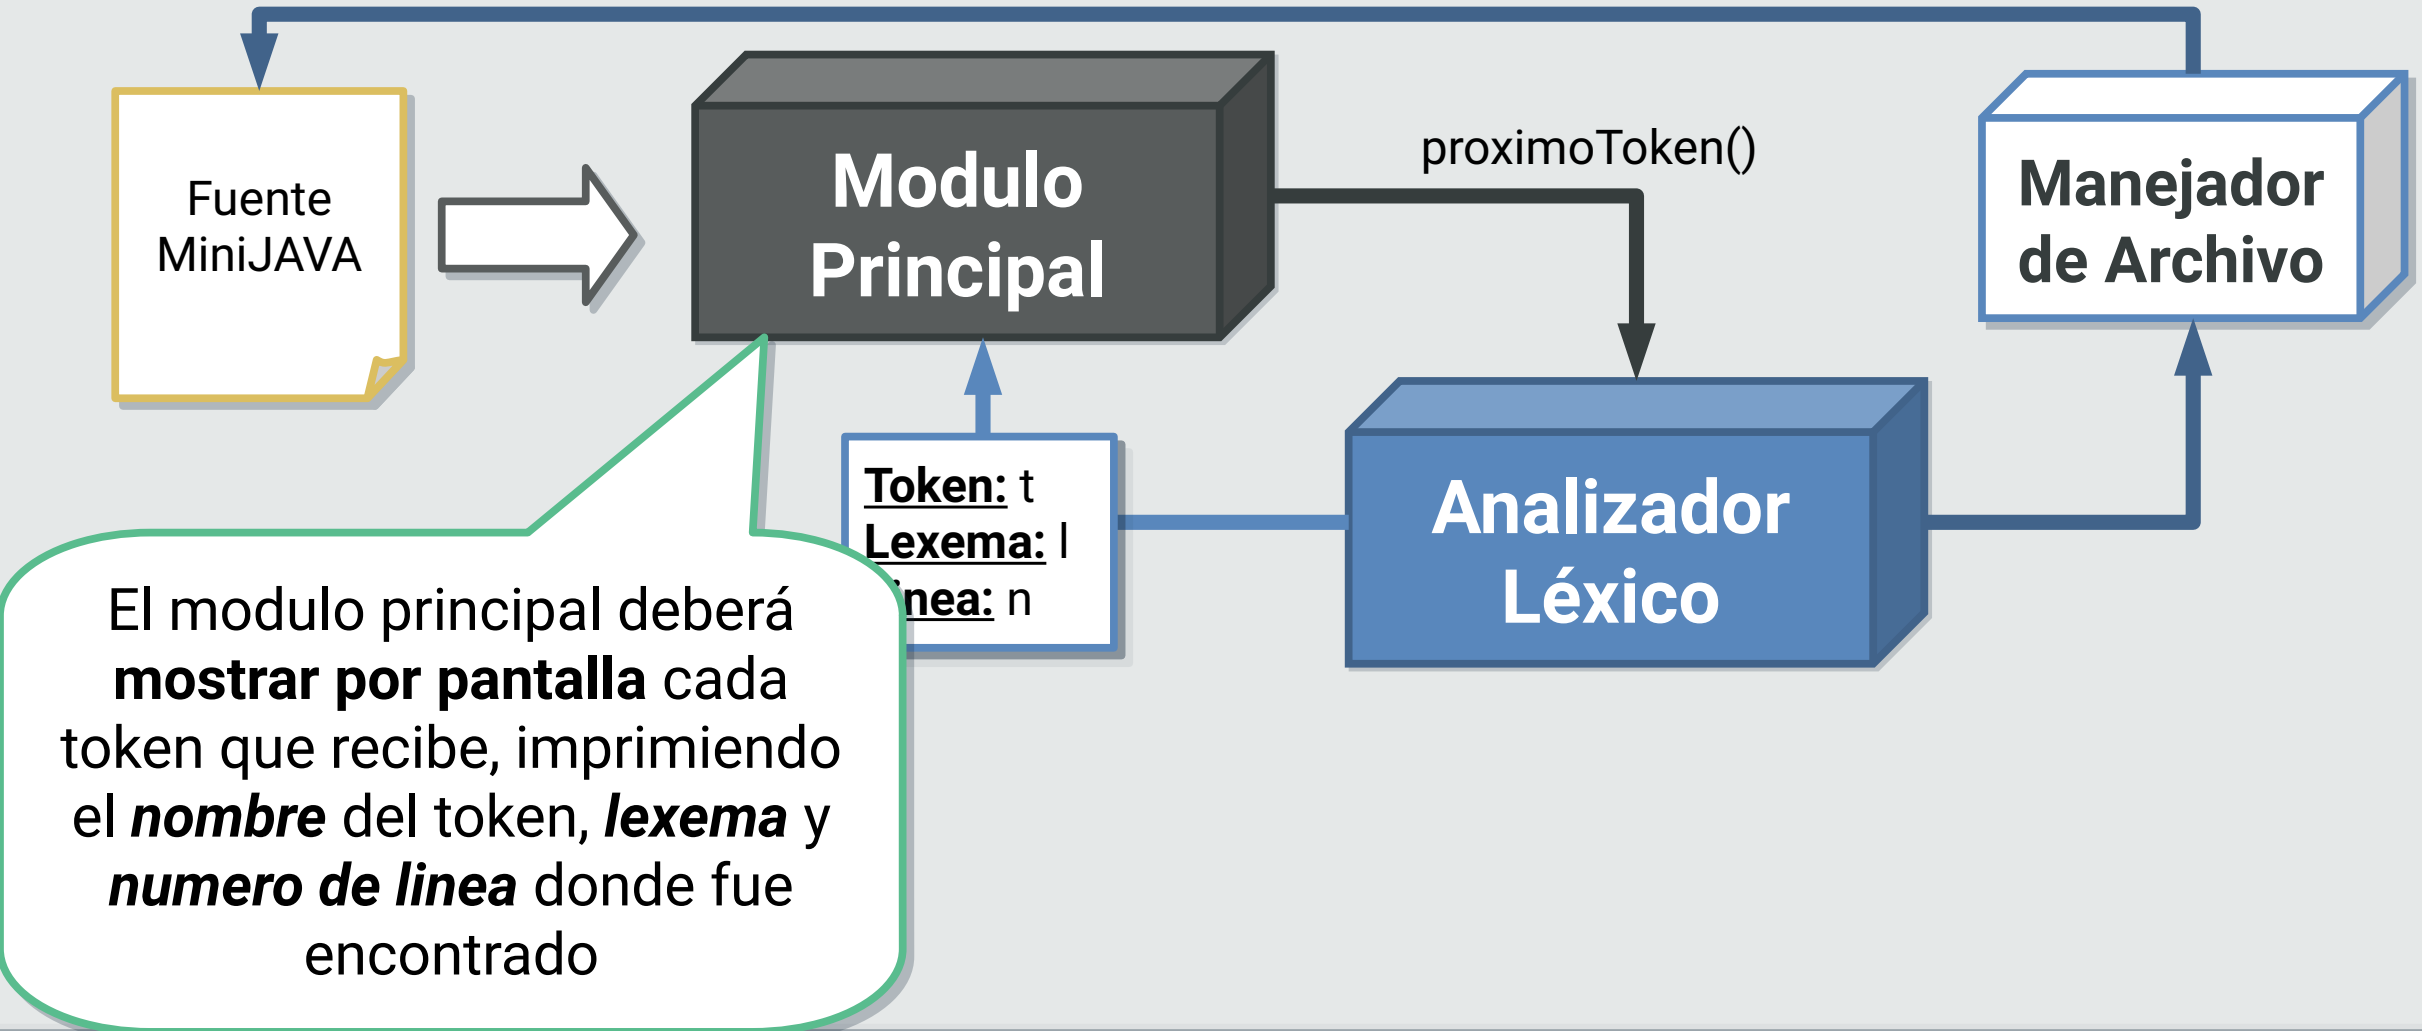 Fuente
MiniJAVA
Modulo
Principal
proximoToken()
Manejador
de Archivo
Token: t
Lexema: l
nea: n
Analizador
Léxico
El modulo principal deberá
mostrar por pantalla cada
token que recibe, imprimiendo
el nombre del token, lexema y
numero de linea donde fue
encontrado